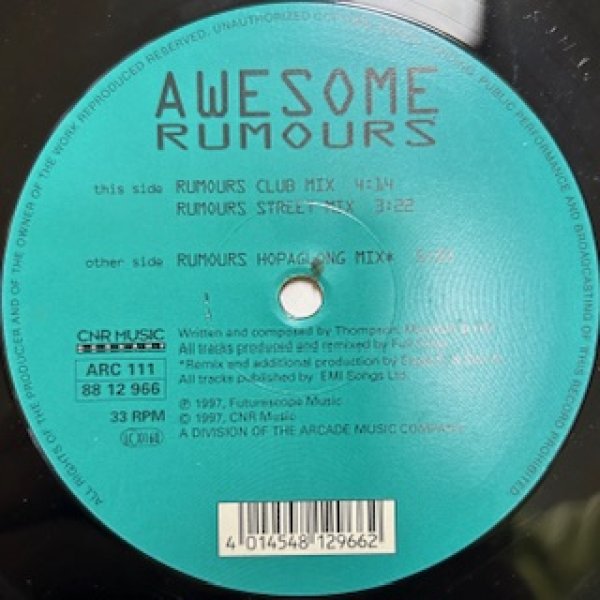 ALL RIGHTS OF THE PRODUCER AND OF THE OWNER OF THE WORK REPRODUCED RESERVED. UNAUTHORIZED PUBLIC PERFORMANCE AND BROADCASTING OF THIS RECORD PROHIBITED.
AWESOME
RUMOURS
this side RUMOURS CLUB MIX 4:14
RUMOURS STREET MIX 3:22
other side RUMOURS HOPAGLONG MIX*
CNR MUSIC
ARC 111
88 12 966
33 RPM
Written and composed by Thompson,
All tracks produced and remixed by
*Remix and additional production by
All tracks published by EMI Songs Ltd.
℗ 1997, Futurescope Music
© 1997, CNR Music
A DIVISION OF THE ARCADE MUSIC COMPANY
4 014548 129662